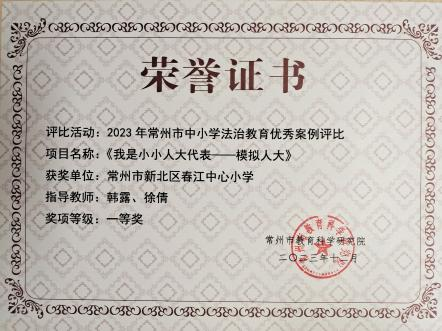 荣誉证书
评比活动：2023年常州市中小学法治教育优秀案例评比
项目名称：《我是小小人大代表——模拟人大》
获奖单位：常州市新北区春江中心小学
指导教师：韩露、徐倩
奖项等级：一等奖
常州市教育科学研究院
二〇二三年十一月